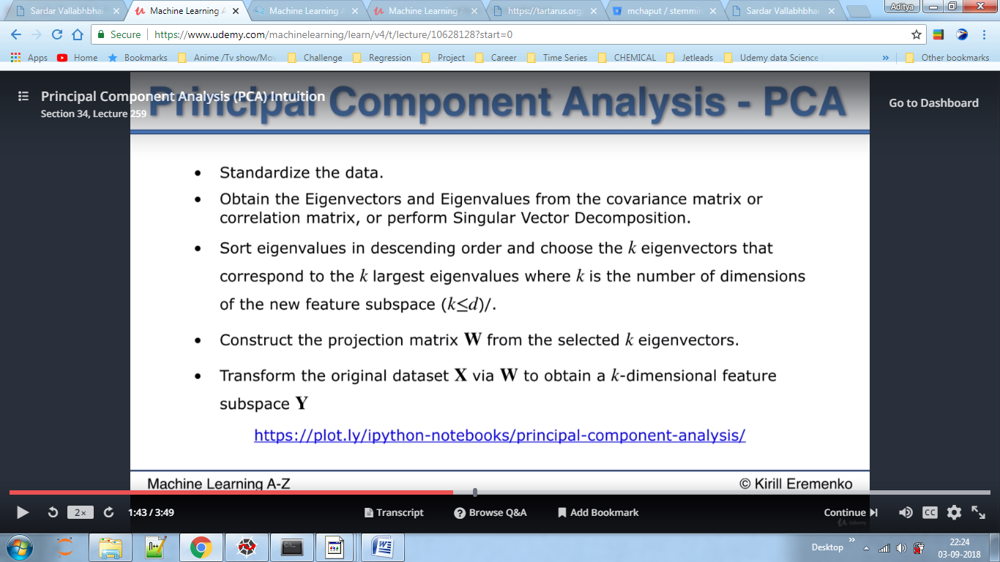 Sardar Vallabhbhai
Machine Learning A
Machine Learning A
Machine Learning
https://tartarus.org
mchaput / stemmin
Sardar Vallabhbhai
Aditya
Secure
https://www.udemy.com/machinelearning/learn/v4/t/lecture/10628128?start=0
Apps
Home
Bookmarks
Anime /Tv show/Mov
Challenge
Regression
Project
Career
Time Series
CHEMICAL
Jetleads
Udemy data Science
»
Other bookmarks
Principal Component Analysis (PCA) Intuition
Section 34, Lecture 259
Go to Dashboard
Principal Component Analysis - PCA
• Standardize the data.
• Obtain the Eigenvectors and Eigenvalues from the covariance matrix or
correlation matrix, or perform Singular Vector Decomposition.
• Sort eigenvalues in descending order and choose the k eigenvectors that
correspond to the k largest eigenvalues where k is the number of dimensions
of the new feature subspace (k≤d)/.
• Construct the projection matrix W from the selected k eigenvectors.
• Transform the original dataset X via W to obtain a k-dimensional feature
subspace Y
https://plot.ly/ipython-notebooks/principal-component-analysis/
Machine Learning A-Z
© Kirill Eremenko
2×
1:43 / 3:49
Transcript
Browse Q&A
Add Bookmark
Continue
CC
Udemy
Desktop
»
22:24
03-09-2018